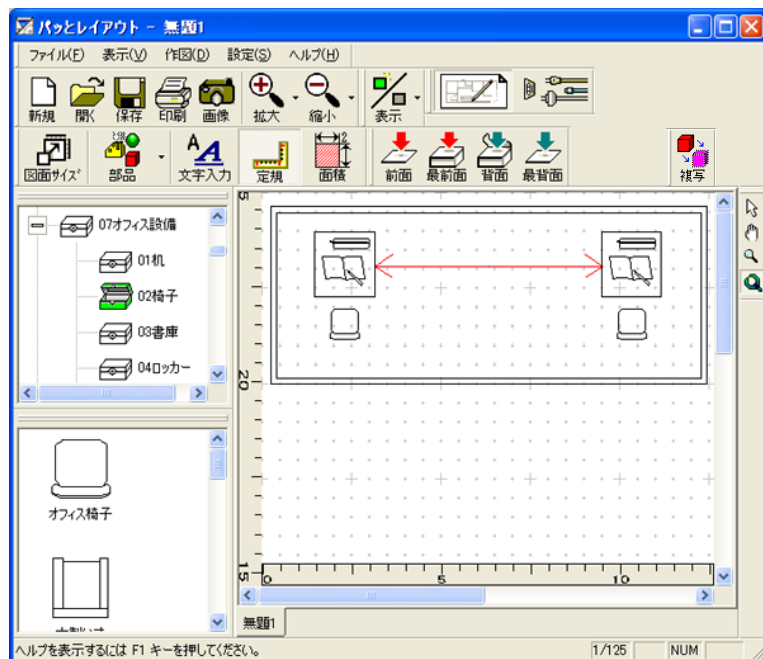 パッとレイアウト - 無題1
ファイル(F) 表示(V) 作図(D) 設定(S) ヘルプ(H)
新規 開く 保存 印刷 画像 拡大 縮小 表示
図面サイズ 部品 文字入力 定規 面積 前面 最前面 背面 最背面 複写
07オフィス設備
01机
02椅子
03書庫
04ロッカー
オフィス椅子
20
15
0 5 10
無題1
ヘルプを表示するには F1 キーを押してください。 1/125 NUM